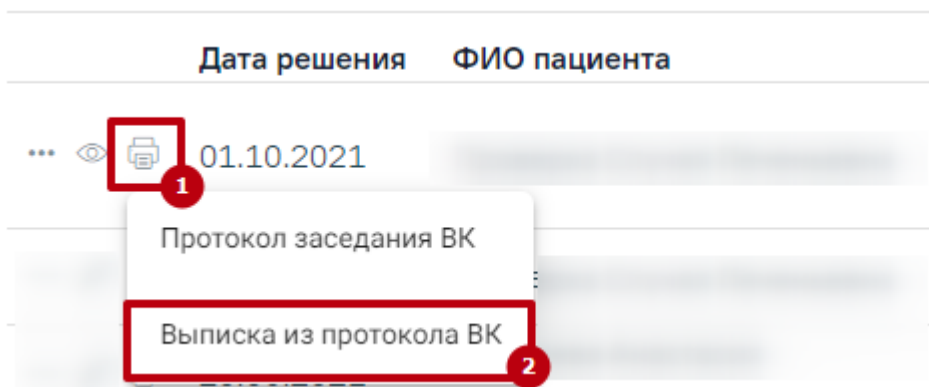 Дата решения ФИО пациента
01.10.2021
1
Протокол заседания ВК
Выписка из протокола ВК
2